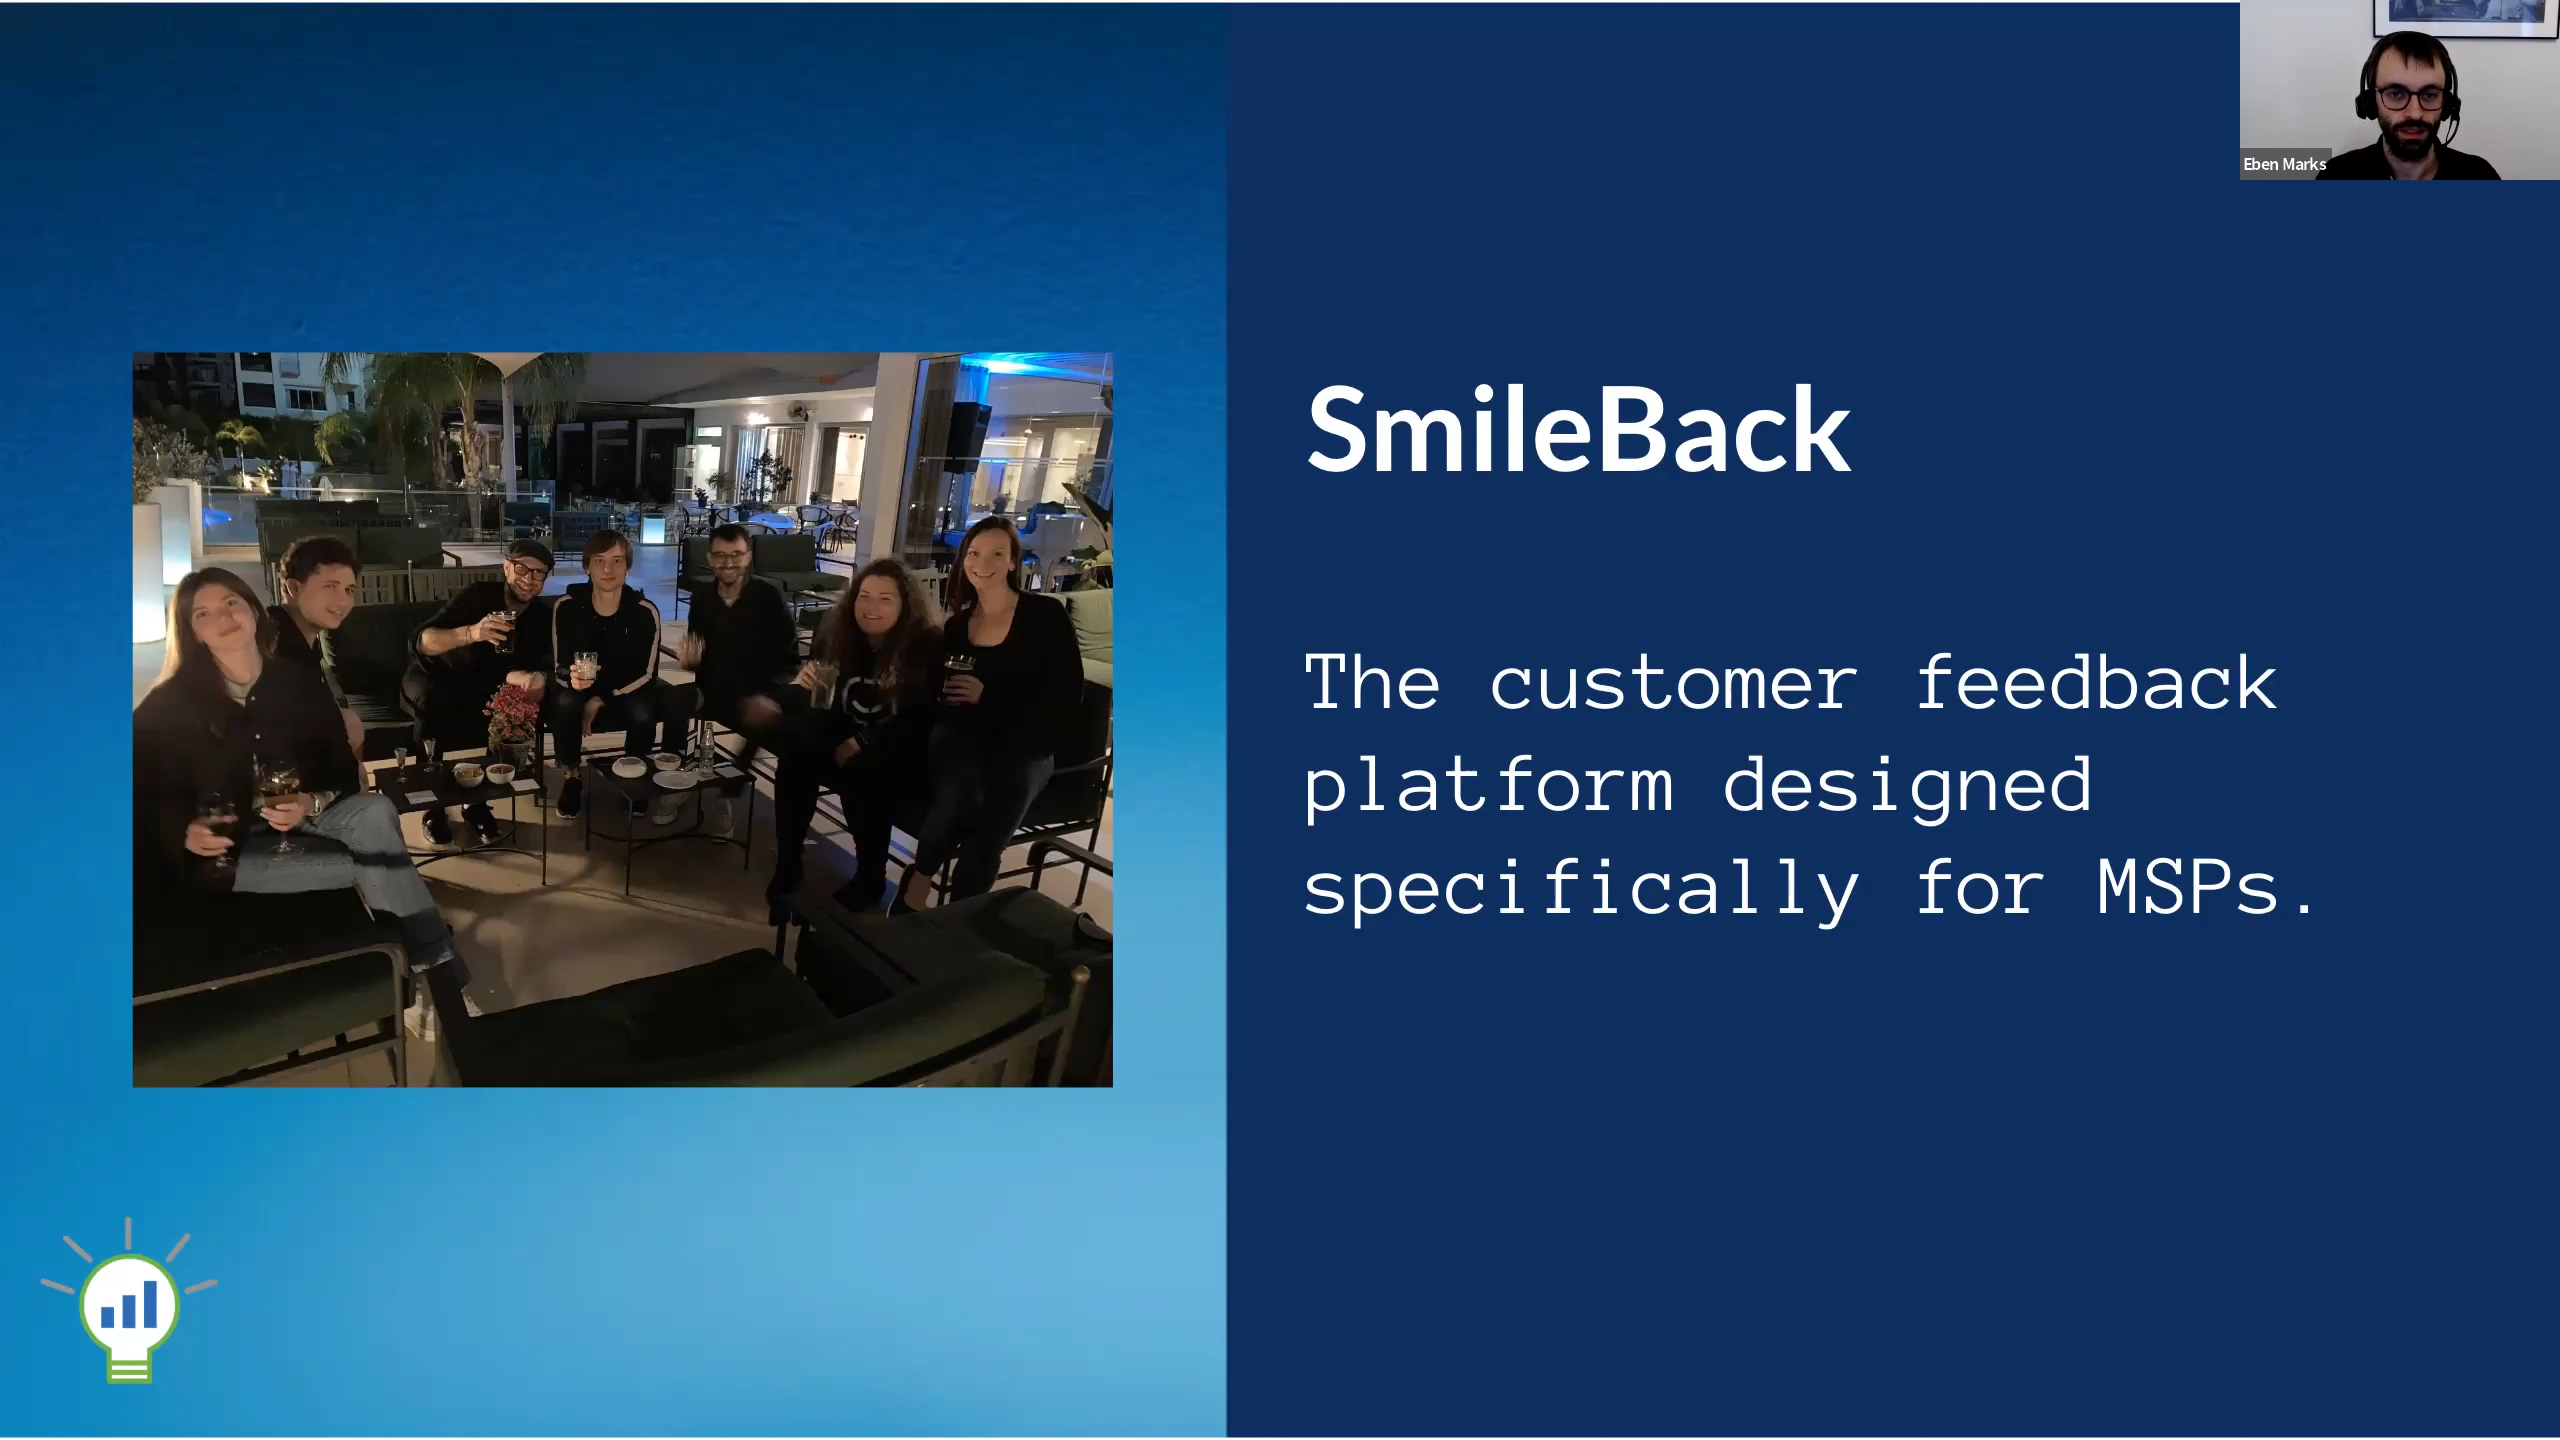 Eben Marks
SmileBack
The customer feedback
platform designed
specifically for MSPs.